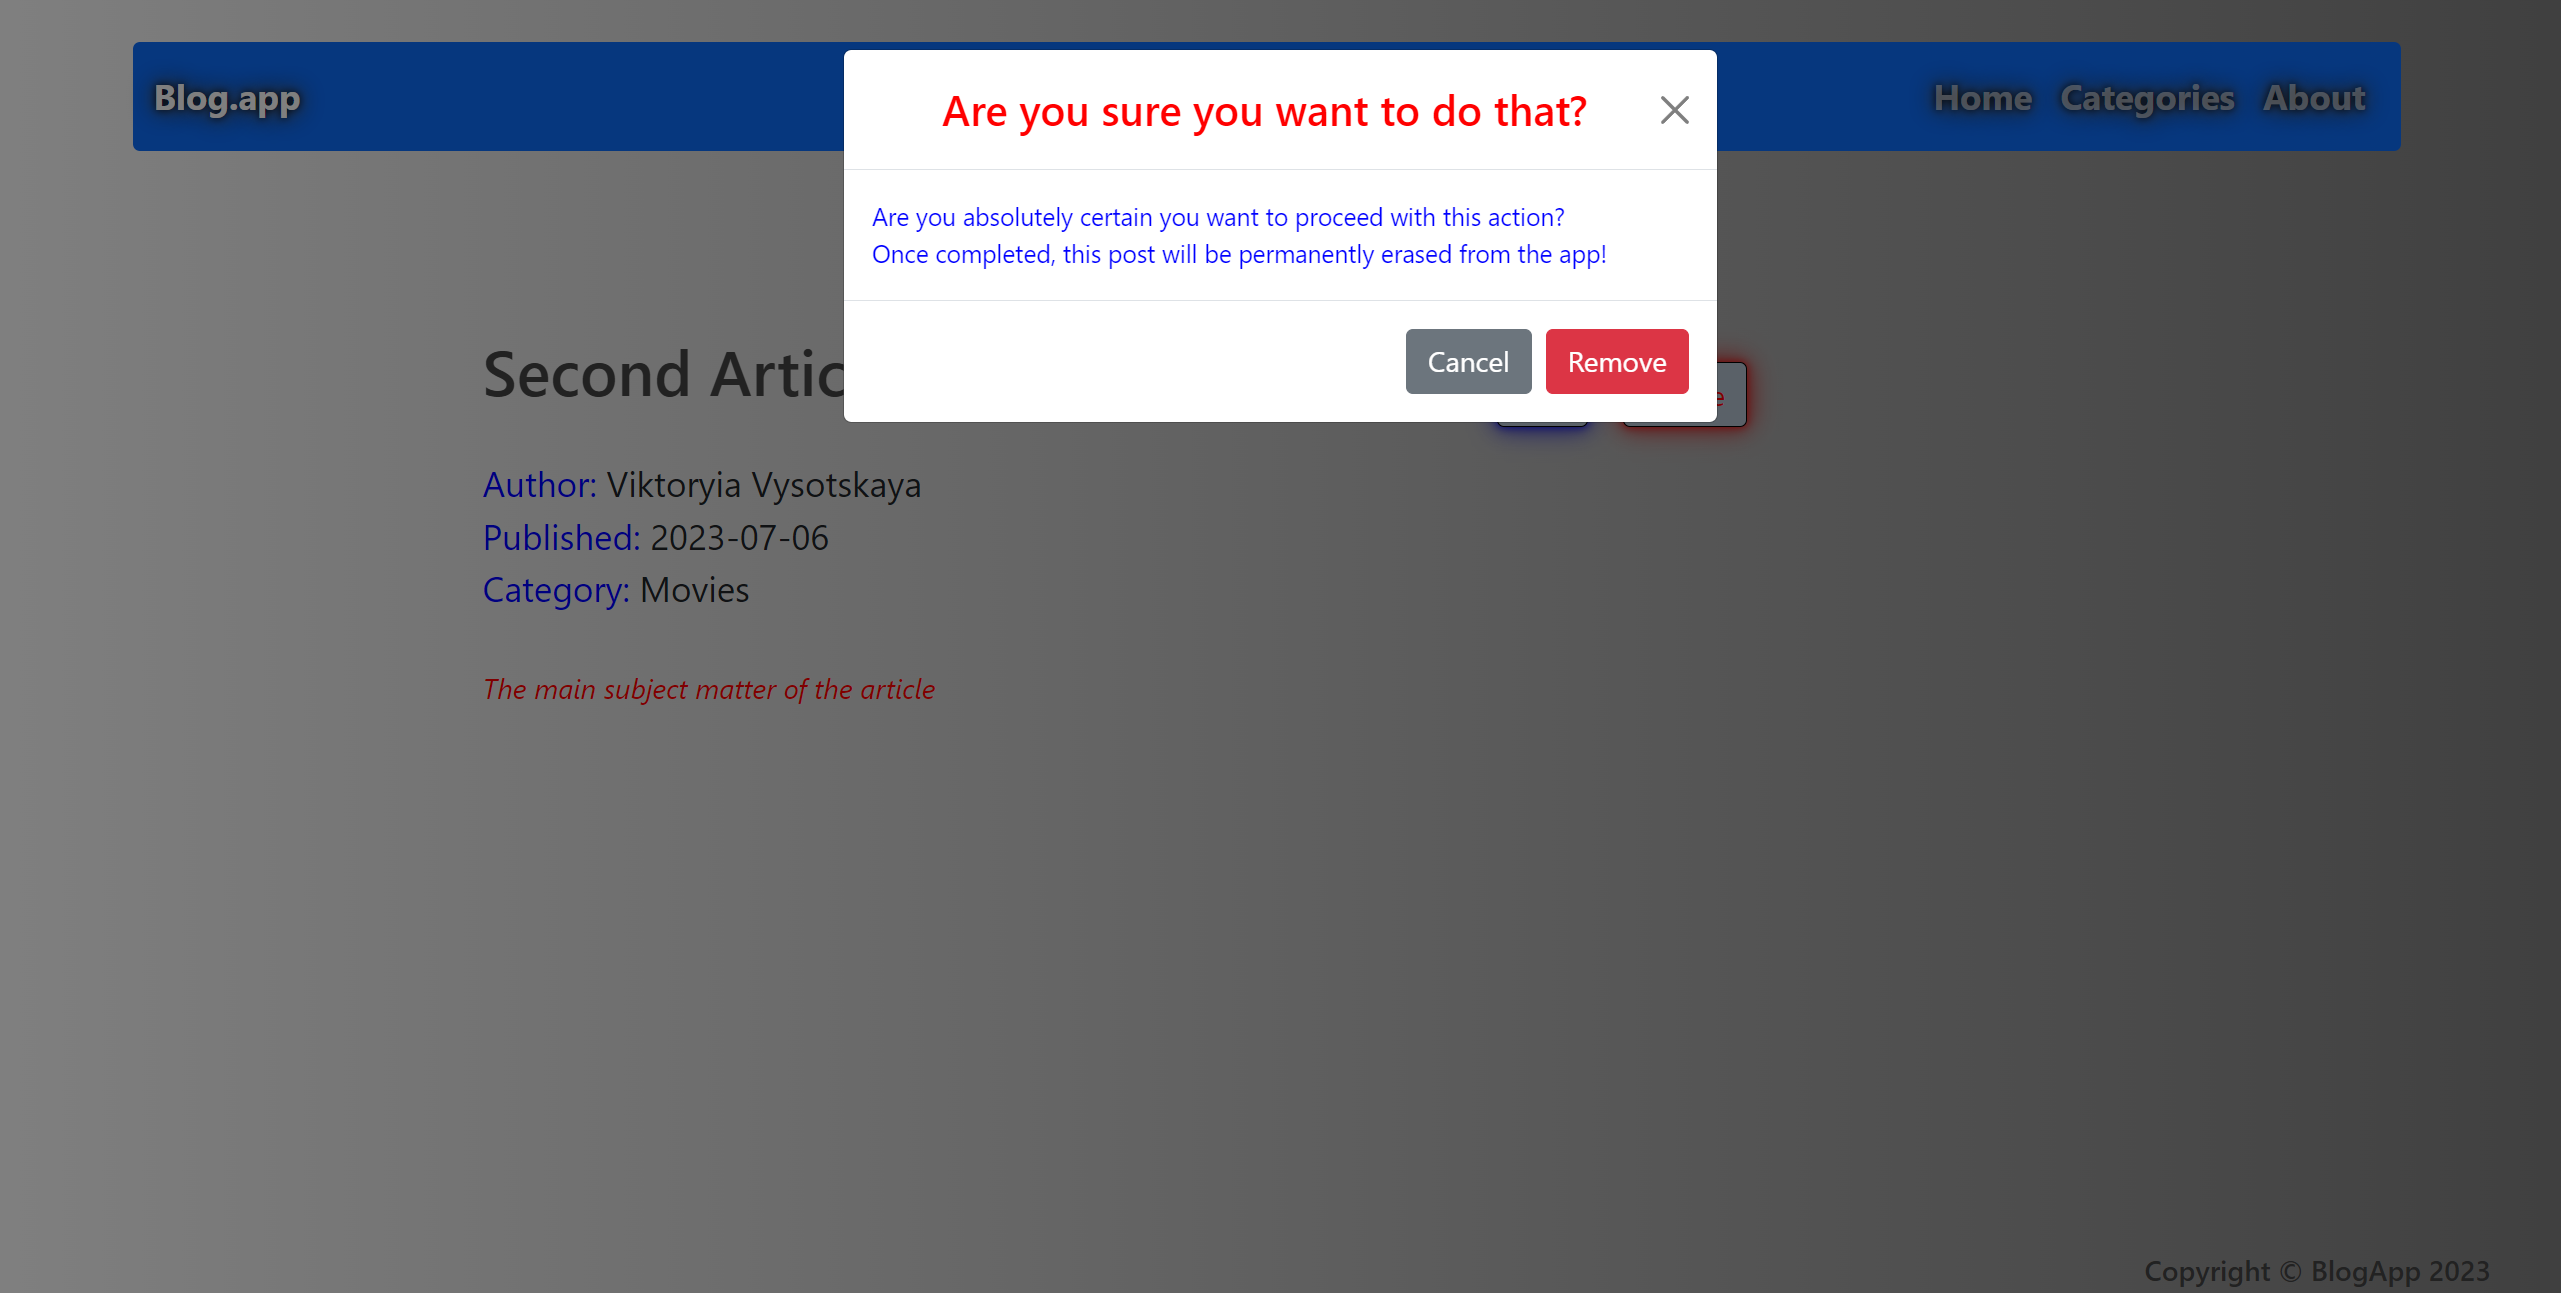 Blog.app
Home Categories About
Are you sure you want to do that?
Are you absolutely certain you want to proceed with this action?
Once completed, this post will be permanently erased from the app!
Cancel Remove
Second
Author: Viktoryia Vysotskaya
Published: 2023-07-06
Category: Movies
The main subject matter of the article
Copyright © BlogApp 2023